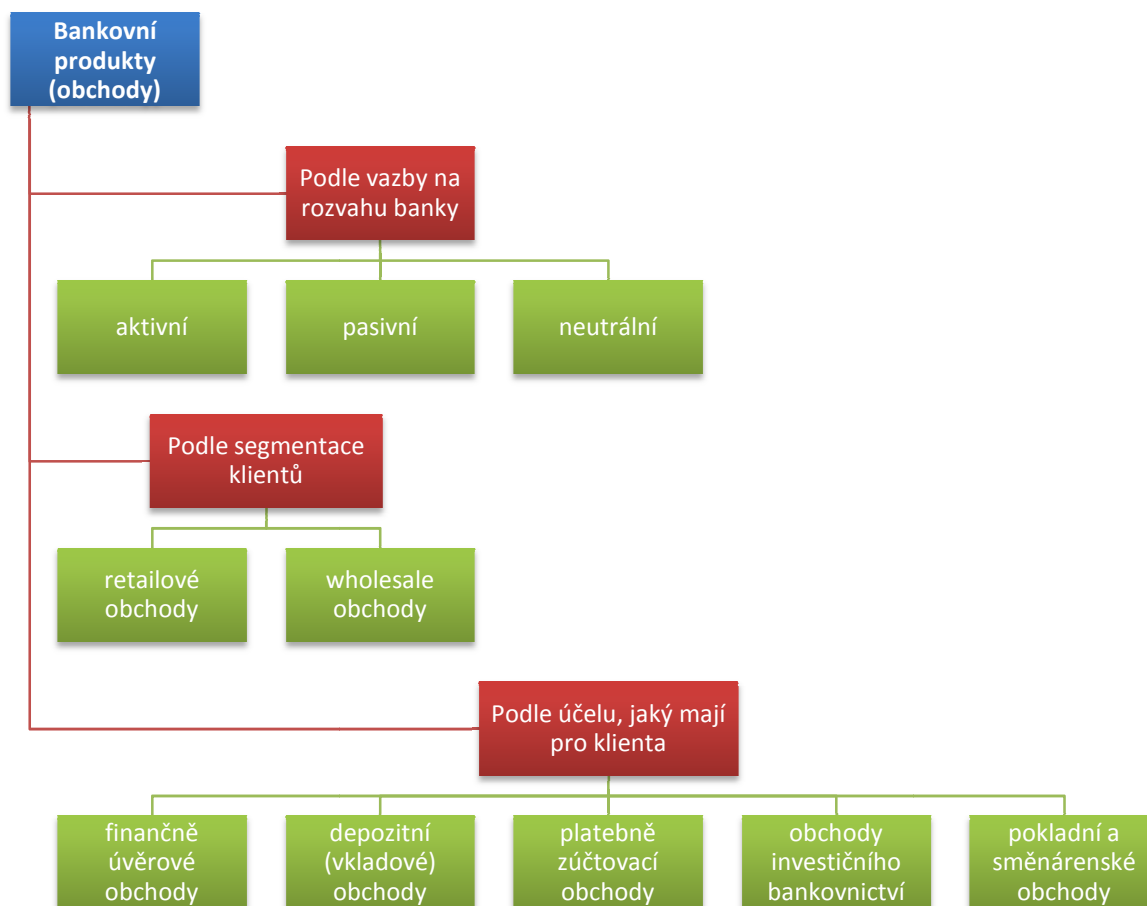 Bankovní
produkty
(obchody)
Podle vazby na
rozvahu banky
aktivní
pasivní
neutrální
Podle segmentace
klientů
retailové
obchody
wholesale
obchody
Podle účelu, jaký mají
pro klienta
finančně
úvěrové
obchody
depozitní
(vkladové)
obchody
platebně
zúčtovací
obchody
obchody
investičního
bankovnictví
pokladní a
směnárenské
obchody